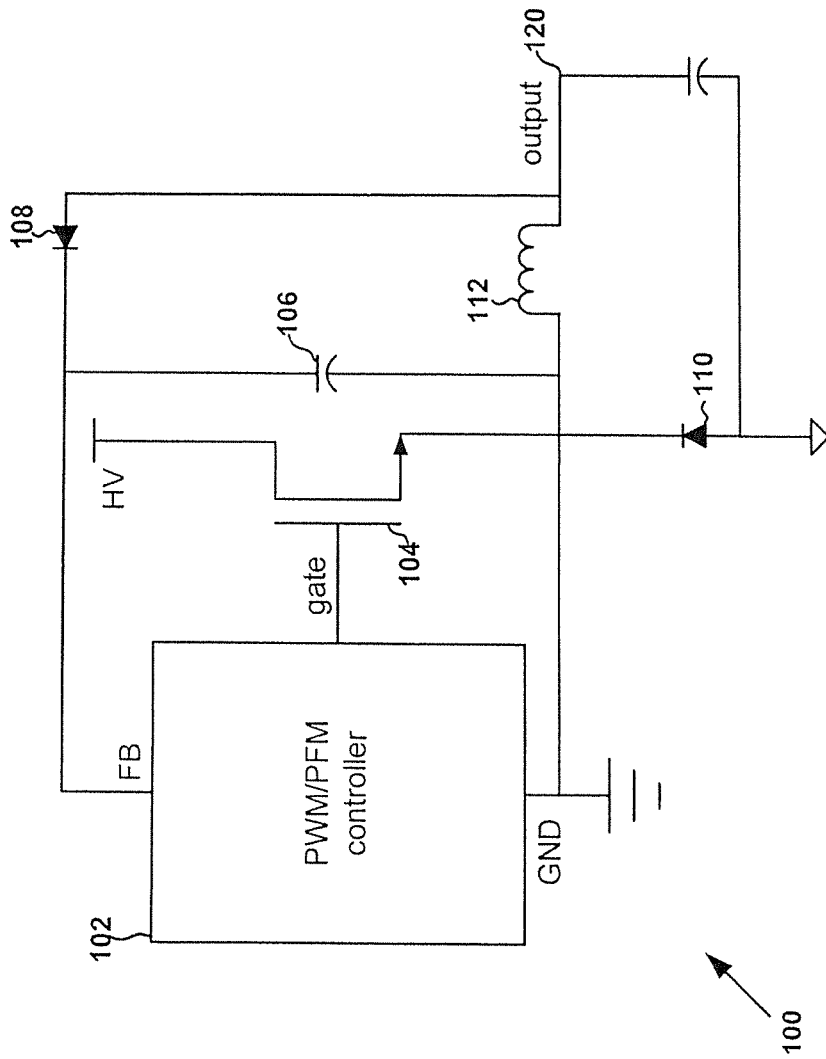 108
HV
106
120
output
112
FB
gate
104
110
102
PWM/PFM
controller
GND
100